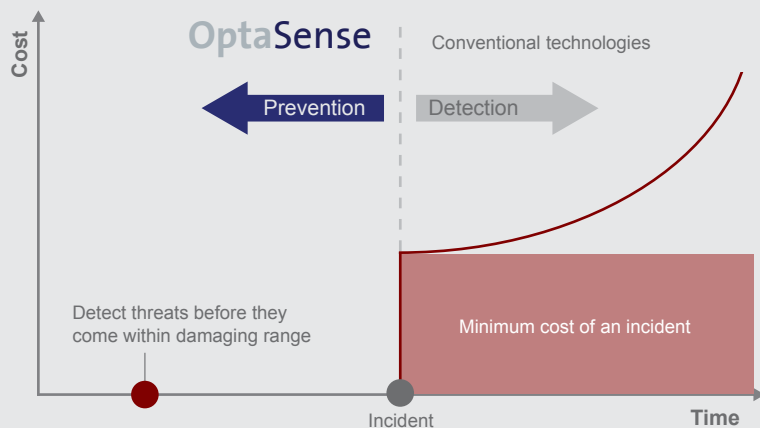 Cost
OptaSense
Conventional technologies
Prevention
Detection
Detect threats before they
come within damaging range
Minimum cost of an incident
Incident
Time